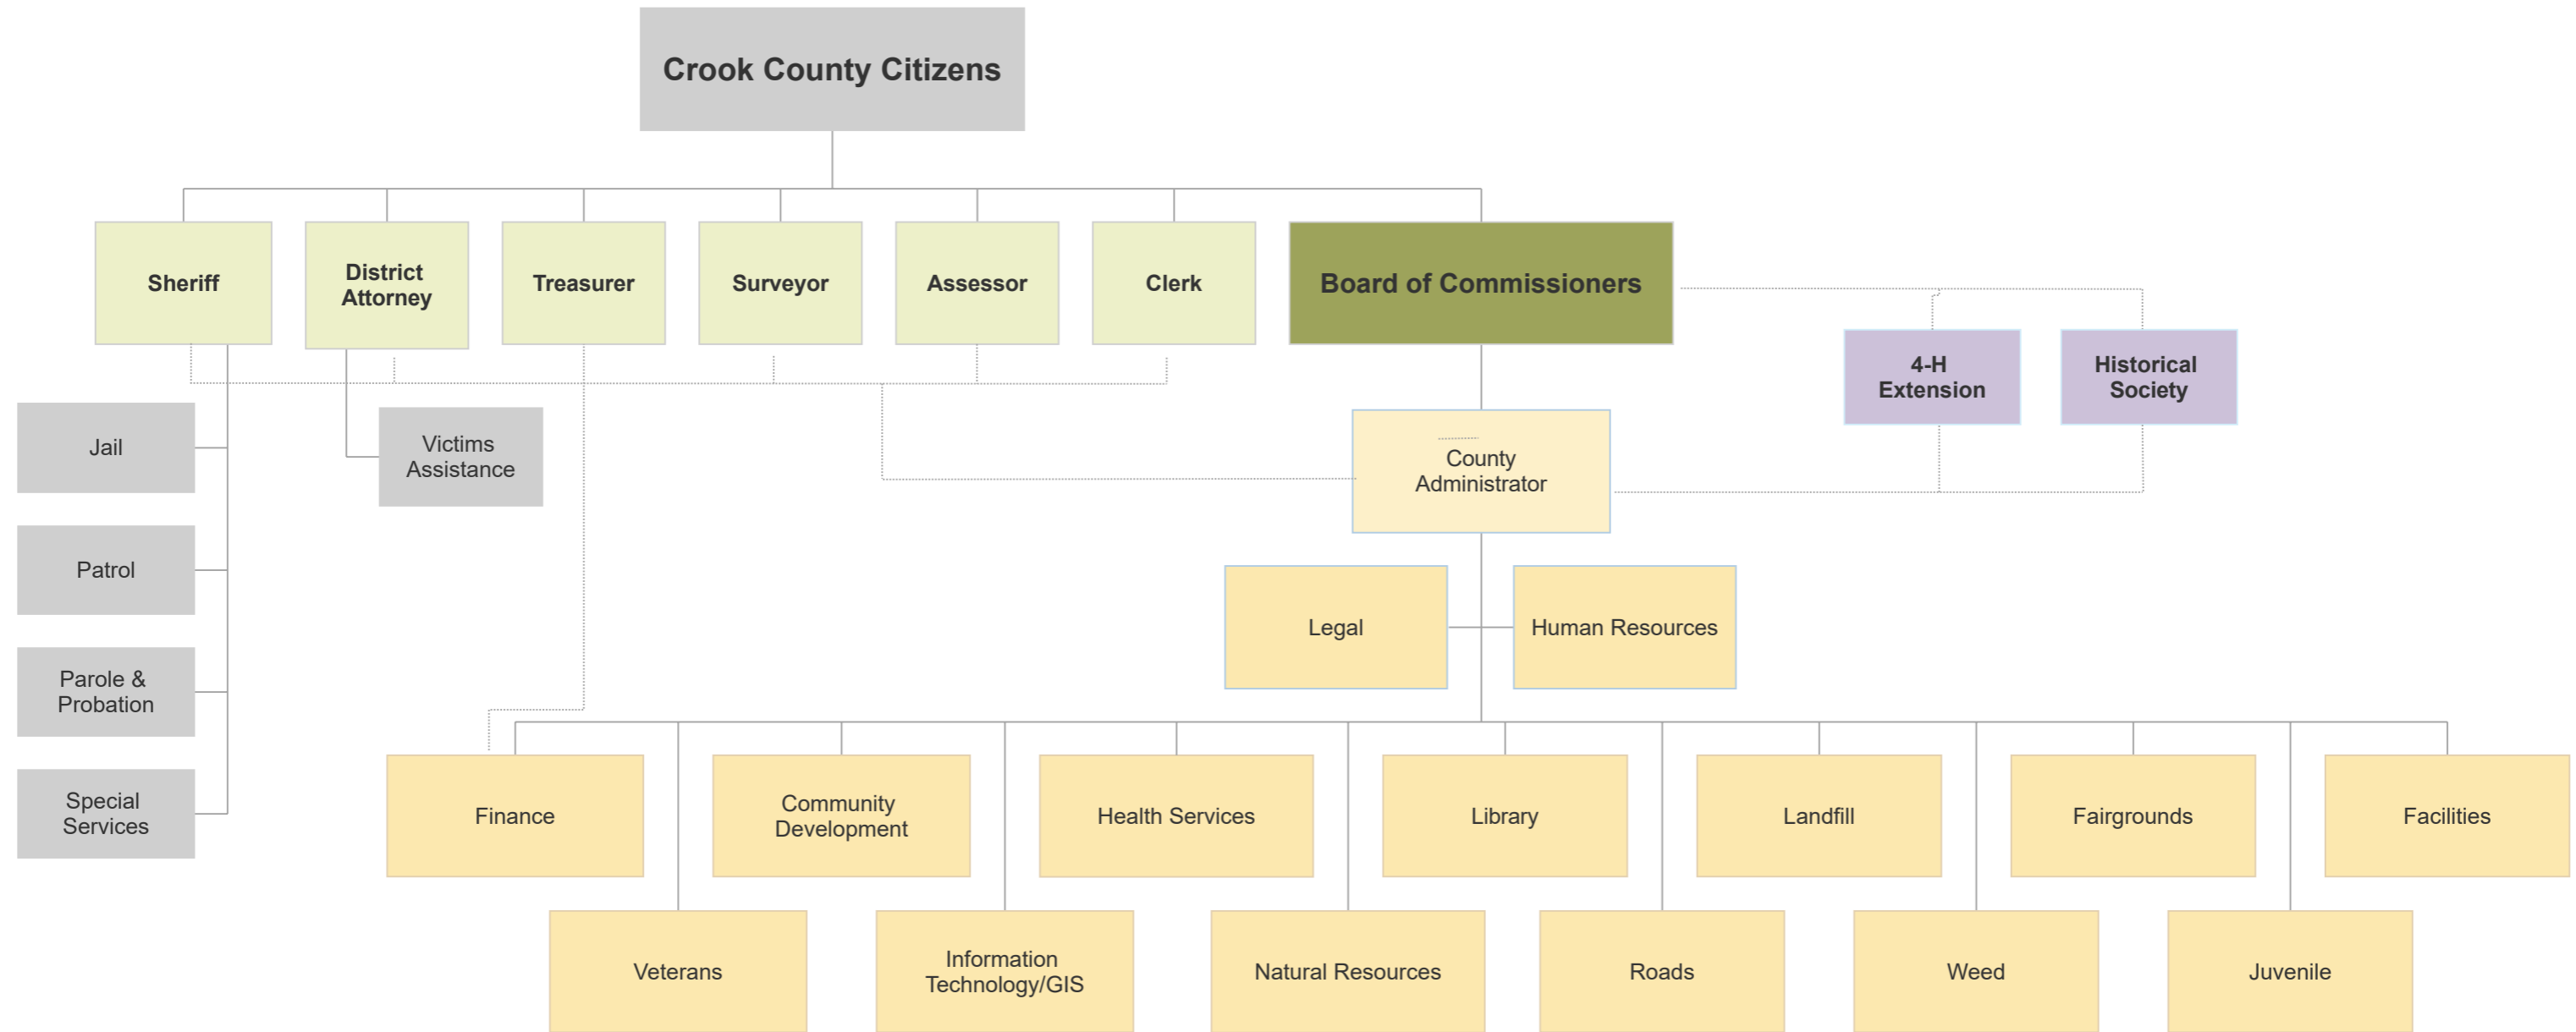 Crook County Citizens
Sheriff
District
Attorney
Treasurer
Surveyor
Assessor
Clerk
Board of Commissioners
4-H
Extension
Historical
Society
Jail
Victims
Assistance
County
Administrator
Patrol
Legal
Human Resources
Parole &
Probation
Special
Services
Finance
Community
Development
Health Services
Library
Landfill
Fairgrounds
Facilities
Veterans
Information
Technology/GIS
Natural Resources
Roads
Weed
Juvenile